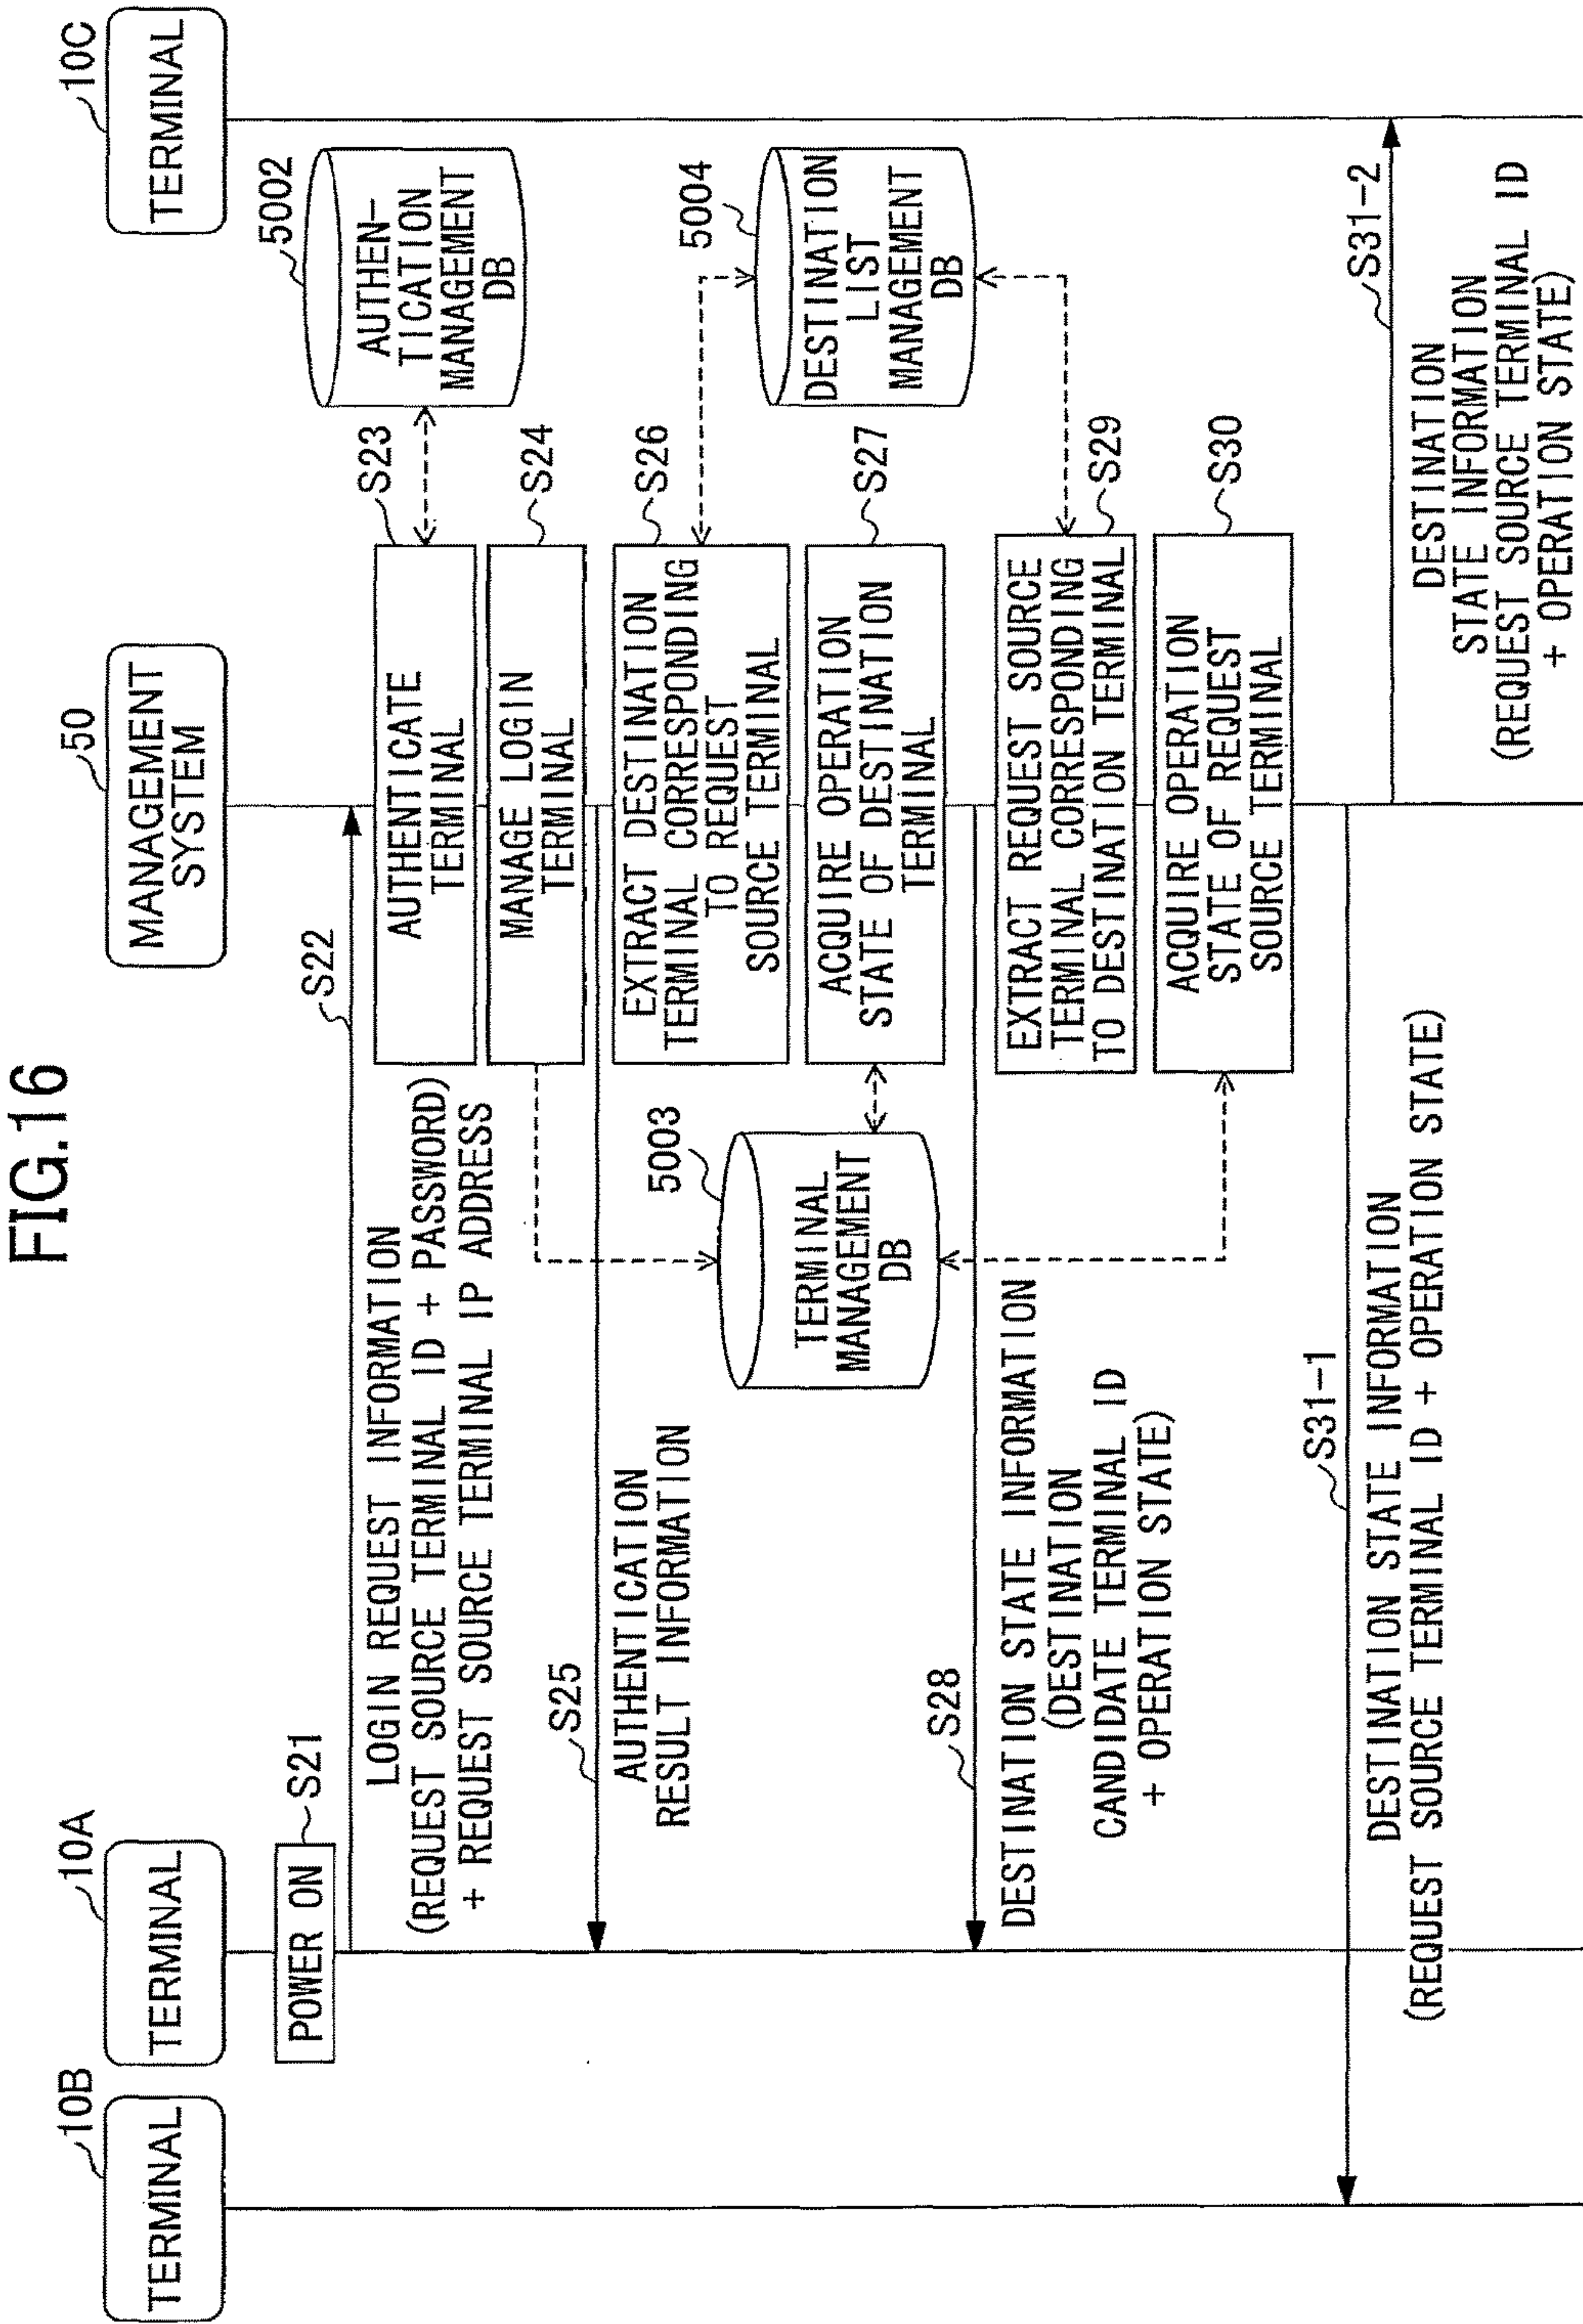 FIG.16
10B
TERMINAL
10A
TERMINAL
50
MANAGEMENT
SYSTEM
10C
TERMINAL
POWER ON
S21
S22
LOGIN REQUEST INFORMATION
(REQUEST SOURCE TERMINAL ID + PASSWORD)
+ REQUEST SOURCE TERMINAL IP ADDRESS
AUTHENTICATE
TERMINAL
S23
5002
AUTHEN-
TICATION
MANAGEMENT
DB
MANAGE LOGIN
TERMINAL
S24
S25
AUTHENTICATION
RESULT INFORMATION
EXTRACT DESTINATION
TERMINAL CORRESPONDING
TO REQUEST
SOURCE TERMINAL
S26
5003
TERMINAL
MANAGEMENT
DB
5004
DESTINATION
LIST
MANAGEMENT
DB
ACQUIRE OPERATION
STATE OF DESTINATION
TERMINAL
S27
S28
DESTINATION STATE INFORMATION
(DESTINATION
CANDIDATE TERMINAL ID
+ OPERATION STATE)
EXTRACT REQUEST SOURCE
TERMINAL CORRESPONDING
TO DESTINATION TERMINAL
S29
ACQUIRE OPERATION
STATE OF REQUEST
SOURCE TERMINAL
S30
S31-1
DESTINATION STATE INFORMATION
(REQUEST SOURCE TERMINAL ID + OPERATION STATE)
S31-2
DESTINATION
STATE INFORMATION
(REQUEST SOURCE TERMINAL ID
+ OPERATION STATE)